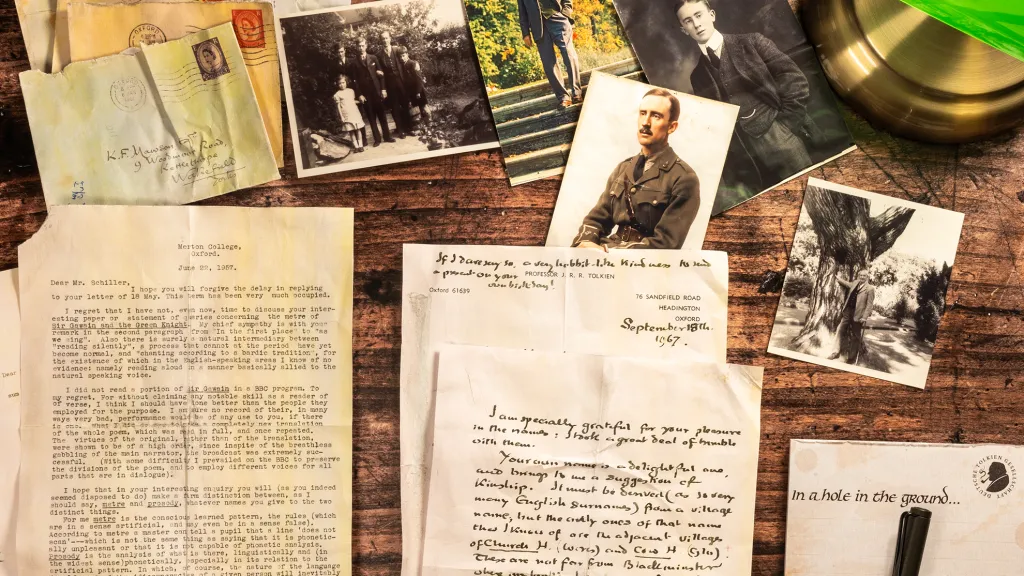 OXFORD
K.F. Mawson
Merton College,
Oxford.
June 22, 1957.
Dear Mr. Schiller,
I hope you will forgive the delay in replying
to your letter of 18 May. This term has been very much occupied.
I regret that I have not, even now, time to discuss your inter-
esting paper or statement of queries concerning the metre of
Sir Gawain and the Green Knight. My chief sympathy is with your
remark in the second paragraph from "In the first place" to "as
we sing". Also there is surely a natural intermediary between
"reading silently", a process that cannot at the period have yet
become normal, and "chanting according to bardic tradition", for
the existence of which in the English-speaking areas I know of no
evidence: namely reading aloud in a manner basically allied to the
natural speaking voice.
I did not read a portion of Sir Gawain in a BBC program. To
my regret. For without claiming any notable skill as a reader of
of verse, I think I should have done better than the people they
employed for the purpose. I am sure no record of their, in many
ways very bad, performance would be of any use to you, if there
is one. What I did do was a completely new translation
of the whole poem, which was used in full, and once repeated.
The virtues of the original, rather than of the translation,
were shown to be of a high order, since inspite of the breathless
gabbling of the main narrator, the broadcast was extremely suc-
cessful. (With some difficulty I prevailed on the BBC to preserve
the divisions of the poem, and to employ different voices for all
parts that are in dialogue).
I hope that in your interesting enquiry you will (as you indeed
seemed disposed to) make a firm distinction between, as I
should say, metre and prosody, whatever names you give to the two
distinct things.
For me metre is the conscious learned pattern, the rules (which
are in a sense artificial, and may even be in a sense false).
According to metre a master can tell a pupil that a line 'does not
scan'--which is not the same thing as saying that it is phonetic-
ally unpleasant or that it is not capable of phonetic analysis.
Prosody is the analysis of what is there, linguistically and (in
the widest sense) phonetically, especially in its relation to the
artificial pattern. In which, of course, the nature of the language
of a given person will inevitably
Dear
If I dare say so, a very hobbit-like kindness to send
a present on your own birthday!
PROFESSOR J. R. R. TOLKIEN
Oxford 61639
76 SANDFIELD ROAD
HEADINGTON
OXFORD
September 18th.
1967.
I am specially grateful for your pleasure
in the names: I took a great deal of trouble
with them.
Your own name is a delightful one,
and brings to me a suggestion of
kinship. It must be derived (as so very
many English surnames) from a village
name, but the only ones of that name
that I know of are the adjacent villages
of Church H. (Worcs) and Cow H (Glos)
These are not far from Blackminster
DEUTSCHE TOLKIEN GESELLSCHAFT
In a hole in the ground...